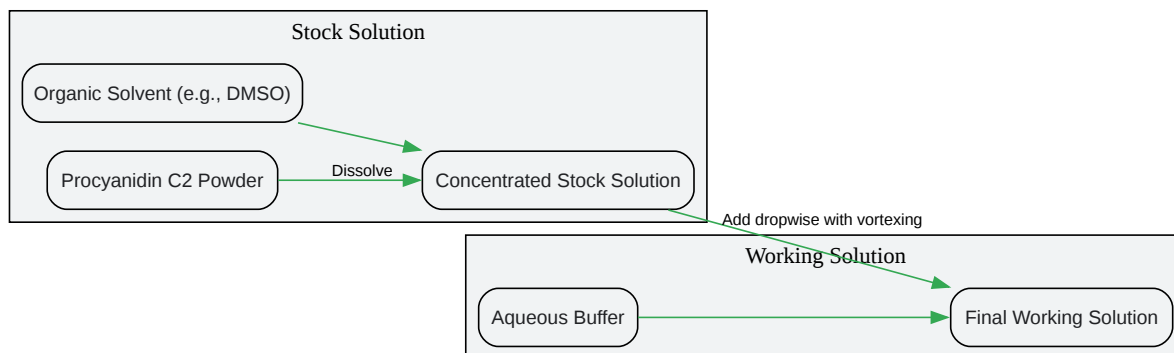 Stock Solution
Organic Solvent (e.g., DMSO)
Procyanidin C2 Powder
Dissolve
Concentrated Stock Solution
Add dropwise with vortexing
Working Solution
Aqueous Buffer
Final Working Solution